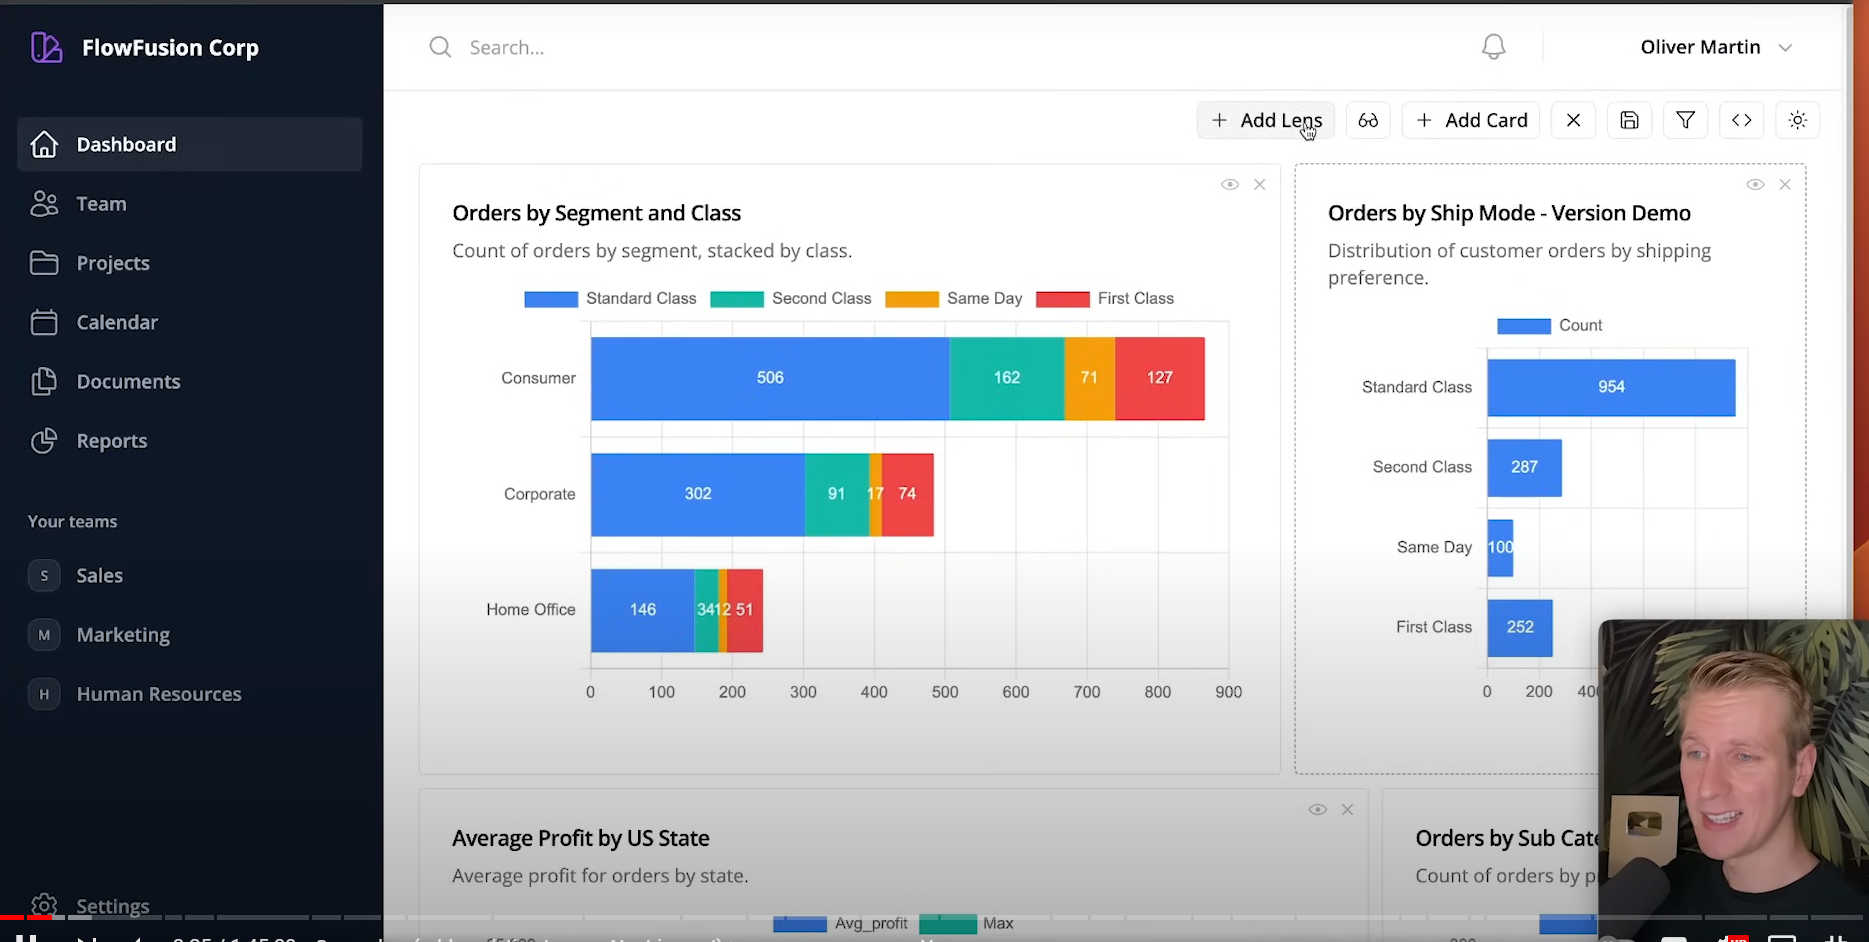 FlowFusion Corp
Search...
Oliver Martin
Add Lens
Add Card
Dashboard
Team
Projects
Calendar
Documents
Reports
Your teams
S Sales
M Marketing
H Human Resources
Settings
Orders by Segment and Class
Count of orders by segment, stacked by class.
Standard Class Second Class Same Day First Class
Consumer 506 162 71 127
Corporate 302 91 17 74
Home Office 146 34 12 51
0 100 200 300 400 500 600 700 800 900
Orders by Ship Mode - Version Demo
Distribution of customer orders by shipping
preference.
Count
Standard Class 954
Second Class 287
Same Day 100
First Class 252
0 200
Average Profit by US State
Average profit for orders by state.
Avg_profit Max
Orders by Sub Cate
Count of orders by p